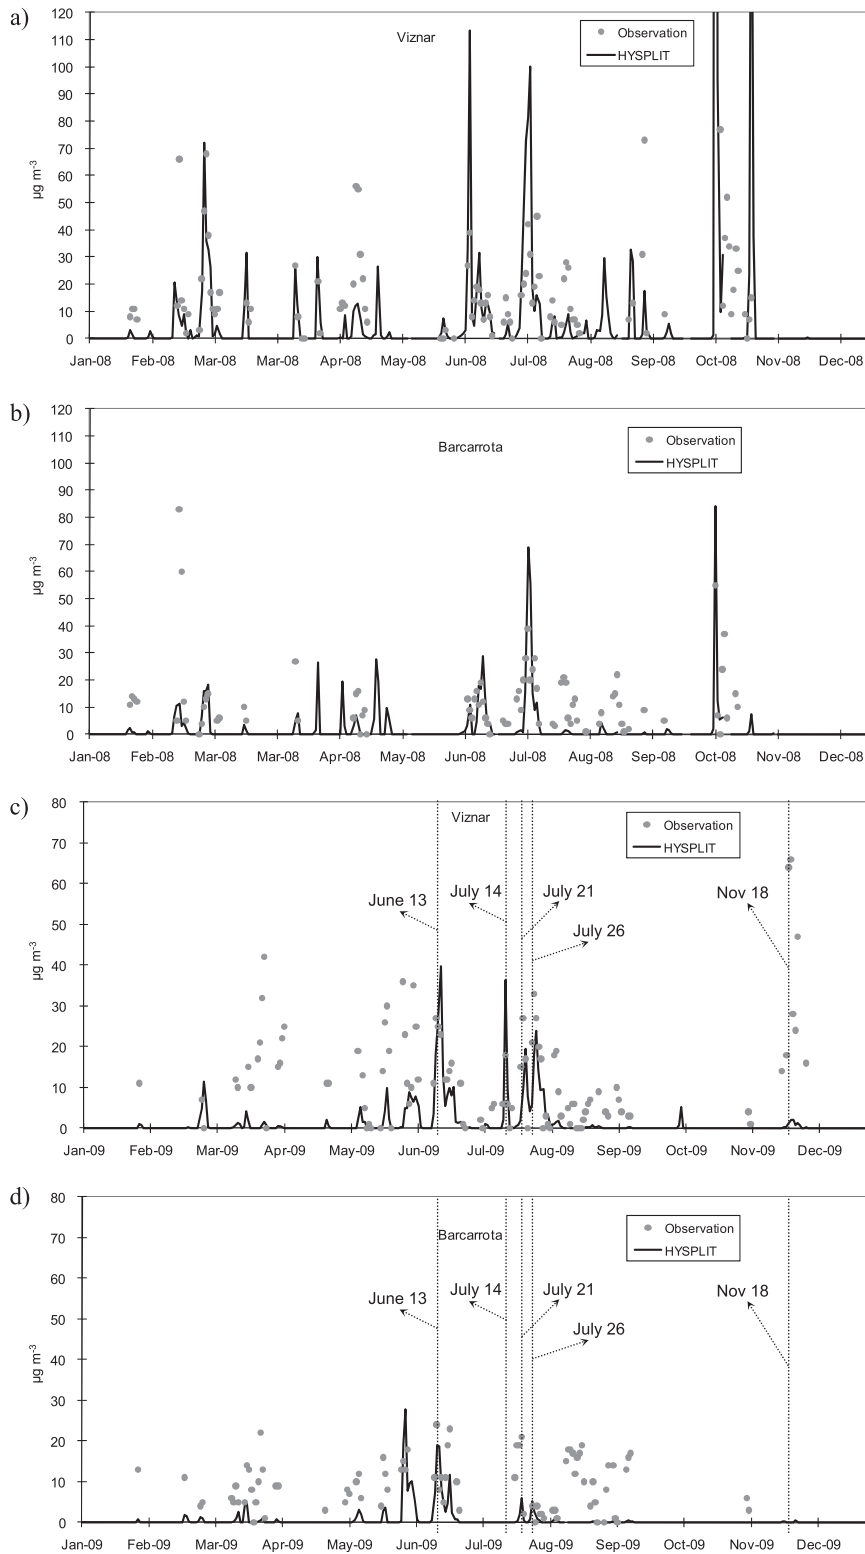 a)
Viznar
Observation
HYSPLIT
120
110
100
90
80
70
60
50
40
30
20
10
0
µg m-3
Jan-08 Feb-08 Mar-08 Mar-08 Apr-08 May-08 Jun-08 Jul-08 Aug-08 Sep-08 Oct-08 Nov-08 Dec-08
b)
Barcarrota
Observation
HYSPLIT
120
110
100
90
80
70
60
50
40
30
20
10
0
µg m-3
Jan-08 Feb-08 Mar-08 Mar-08 Apr-08 May-08 Jun-08 Jul-08 Aug-08 Sep-08 Oct-08 Nov-08 Dec-08
c)
Viznar
Observation
HYSPLIT
80
70
60
50
40
30
20
10
0
µg m-3
June 13
July 14
July 21
July 26
Nov 18
Jan-09 Feb-09 Mar-09 Apr-09 May-09 Jun-09 Jul-09 Aug-09 Sep-09 Oct-09 Nov-09 Dec-09
d)
Barcarrota
Observation
HYSPLIT
80
70
60
50
40
30
20
10
0
µg m-3
June 13
July 14
July 21
July 26
Nov 18
Jan-09 Feb-09 Mar-09 Apr-09 May-09 Jun-09 Jul-09 Aug-09 Sep-09 Oct-09 Nov-09 Dec-09